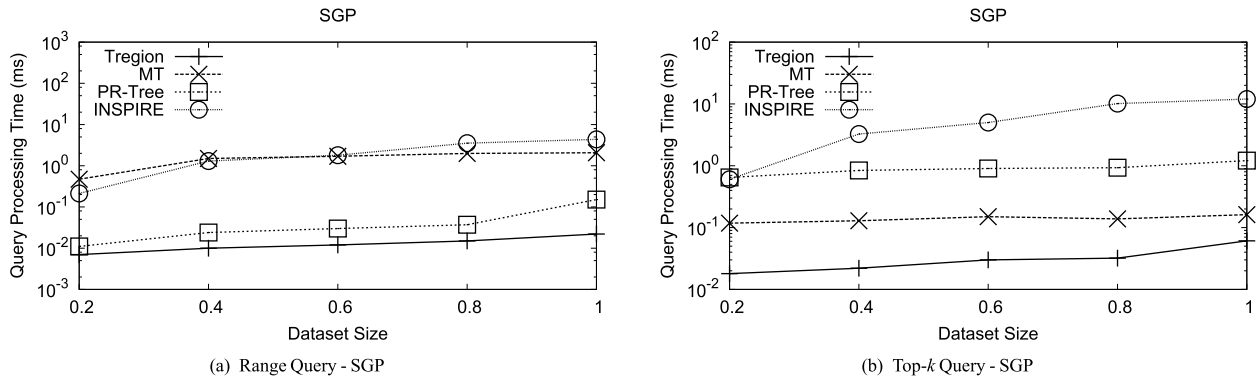 SGP
10^3
10^2
10^1
10^0
10^-1
10^-2
10^-3
Query Processing Time (ms)
Tregion
MT
PR-Tree
INSPIRE
0.2 0.4 0.6 0.8 1
Dataset Size
(a) Range Query - SGP
SGP
10^2
10^1
10^0
10^-1
10^-2
Query Processing Time (ms)
Tregion
MT
PR-Tree
INSPIRE
0.2 0.4 0.6 0.8 1
Dataset Size
(b) Top-k Query - SGP